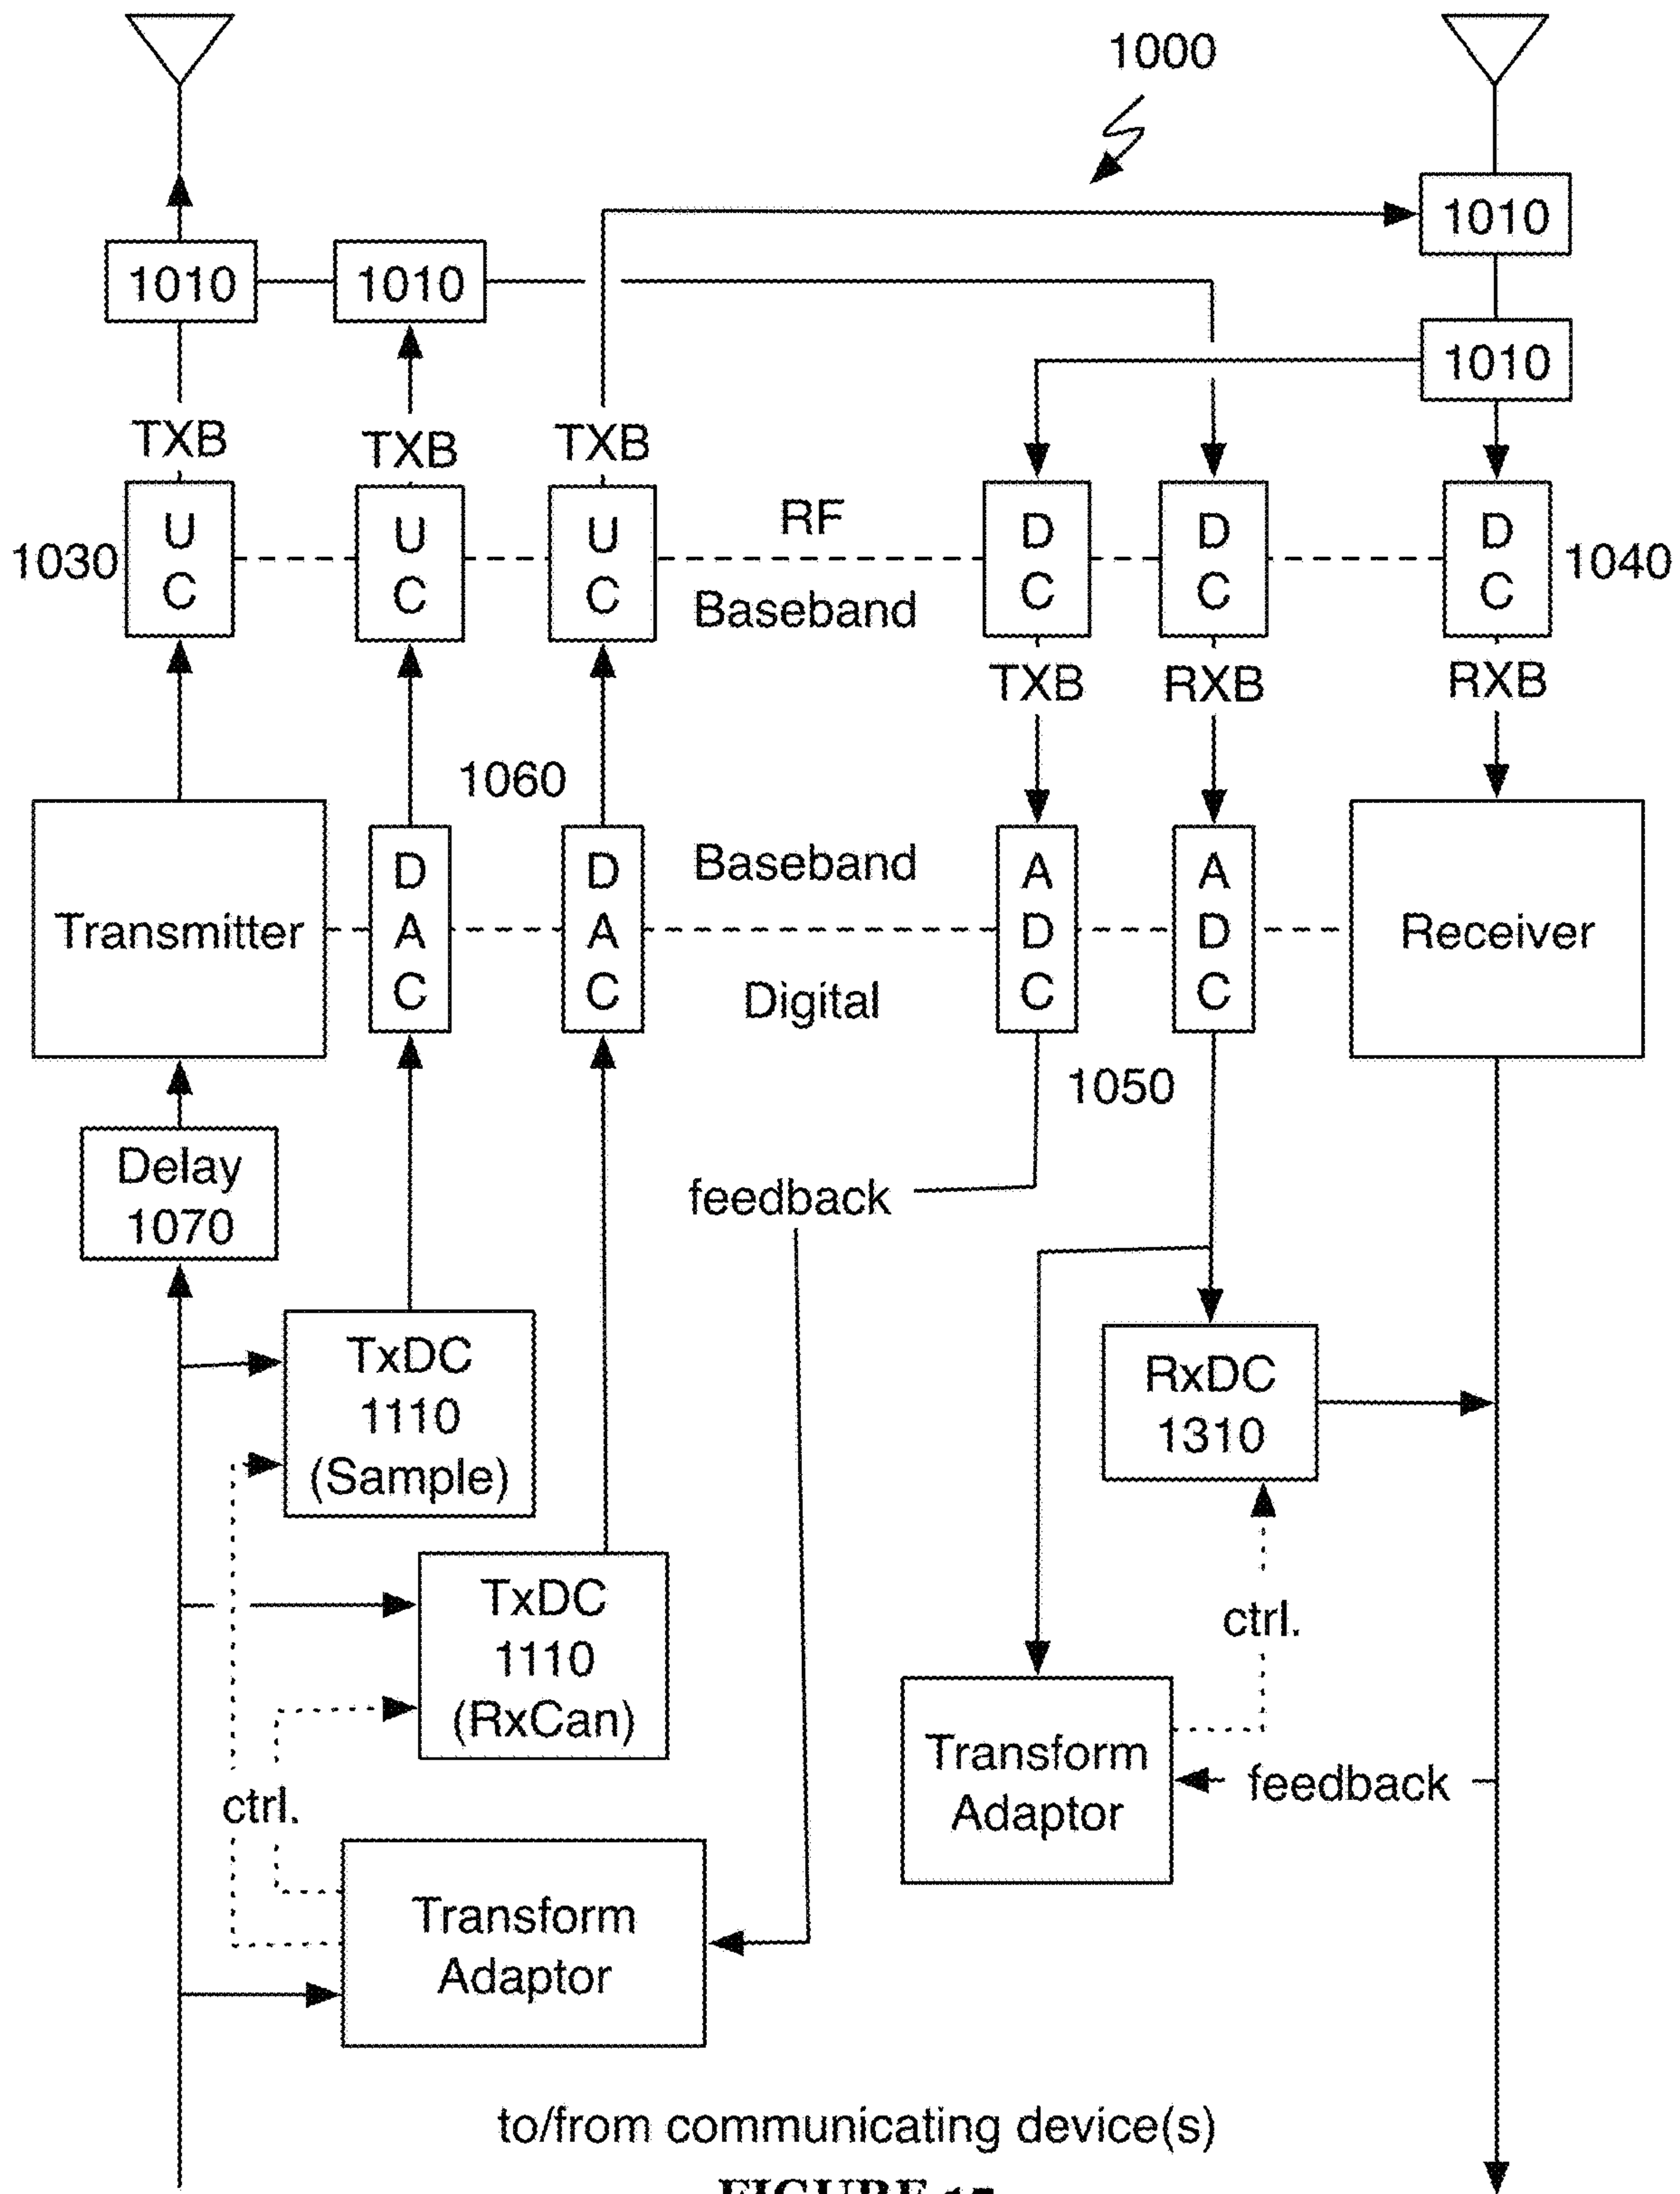 1000
1010
1010
1010
1010
TXB
TXB
TXB
1030
U
C
U
C
U
C
RF
Baseband
D
C
D
C
D
C
1040
TXB
RXB
RXB
1060
Transmitter
D
A
C
D
A
C
Baseband
Digital
A
D
C
A
D
C
Receiver
1050
Delay
1070
feedback
TxDC
1110
(Sample)
RxDC
1310
TxDC
1110
(RxCan)
ctrl.
ctrl.
Transform
Adaptor
feedback
Transform
Adaptor
to/from communicating device(s)